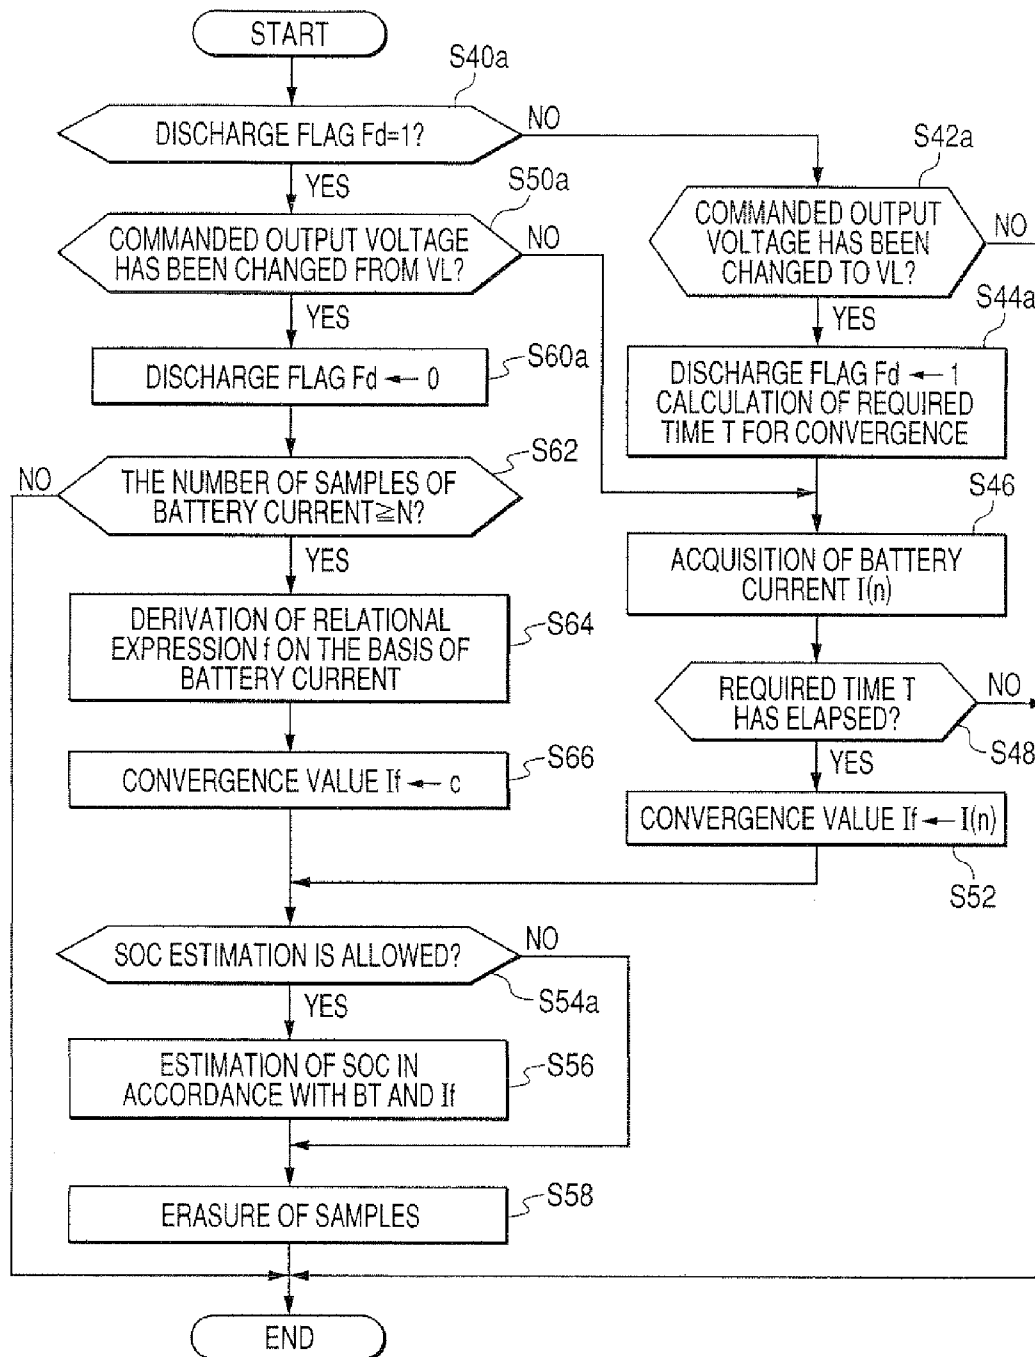 START
S40a
DISCHARGE FLAG Fd=1?
NO
YES
S42a
COMMANDED OUTPUT
VOLTAGE HAS BEEN
CHANGED TO VL?
NO
YES
S50a
COMMANDED OUTPUT VOLTAGE
HAS BEEN CHANGED FROM VL?
NO
YES
S44a
DISCHARGE FLAG Fd ← 1
CALCULATION OF REQUIRED
TIME T FOR CONVERGENCE
S60a
DISCHARGE FLAG Fd ← 0
S62
NO
THE NUMBER OF SAMPLES OF
BATTERY CURRENT≧N?
YES
S46
ACQUISITION OF BATTERY
CURRENT I(n)
S64
DERIVATION OF RELATIONAL
EXPRESSION f ON THE BASIS OF
BATTERY CURRENT
REQUIRED TIME T
HAS ELAPSED?
NO
S48
YES
S66
CONVERGENCE VALUE If ← c
CONVERGENCE VALUE If ← I(n)
S52
SOC ESTIMATION IS ALLOWED?
NO
S54a
YES
ESTIMATION OF SOC IN
ACCORDANCE WITH BT AND If
S56
S58
ERASURE OF SAMPLES
END